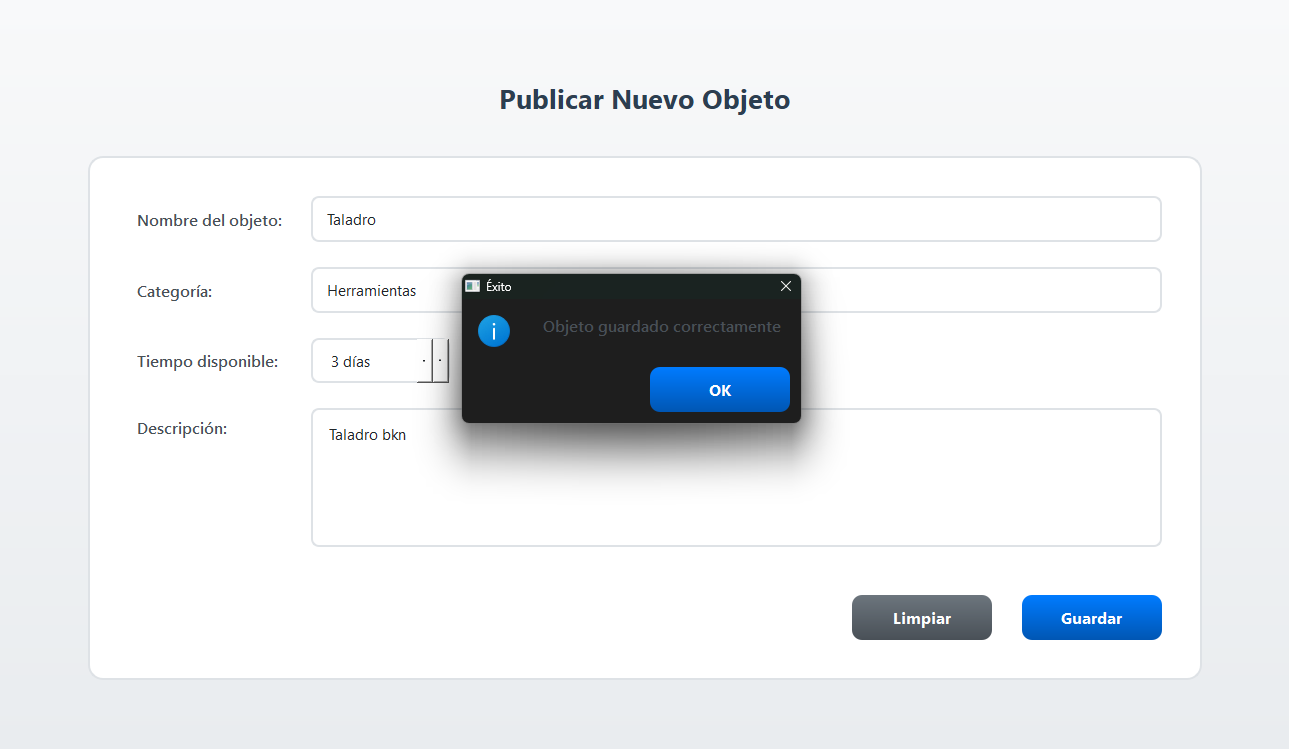 Publicar Nuevo Objeto
Nombre del objeto:
Taladro
Categoría:
Herramientas
Éxito
Objeto guardado correctamente
OK
Tiempo disponible:
3 días
Descripción:
Taladro bkn
Limpiar
Guardar